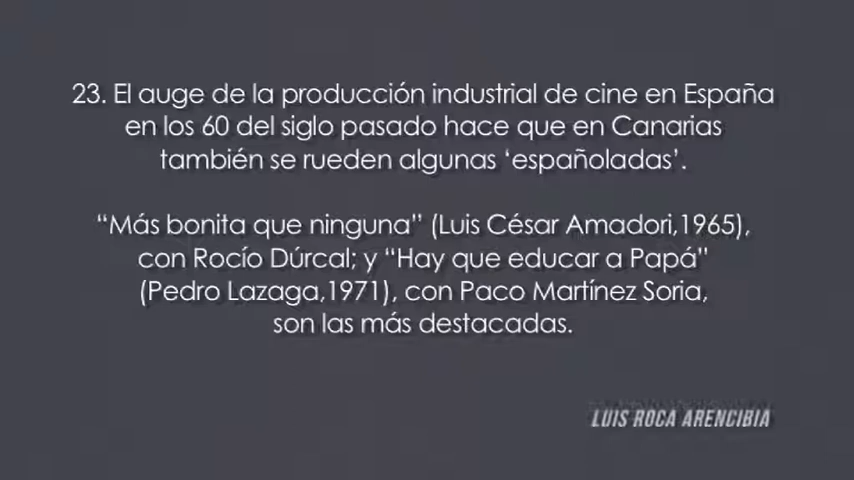 23. El auge de la producción industrial de cine en España
en los 60 del siglo pasado hace que en Canarias
también se rueden algunas ‘españoladas’.
“Más bonita que ninguna” (Luis César Amadori,1965),
con Rocío Dúrcal; y “Hay que educar a Papá”
(Pedro Lazaga,1971), con Paco Martínez Soria,
son las más destacadas.
LUIS ROCA ARENCIBIA